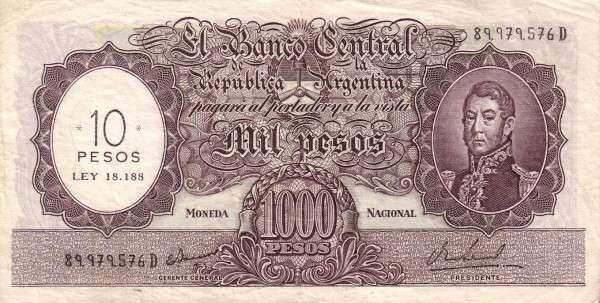 89.979.576 D
El Banco Central
de la
República Argentina
pagará al portador y a la vista
Mil pesos
* 10 *
PESOS
LEY 18.188
MONEDA NACIONAL
1000
PESOS
89.979.576 D
GERENTE GENERAL
PRESIDENTE